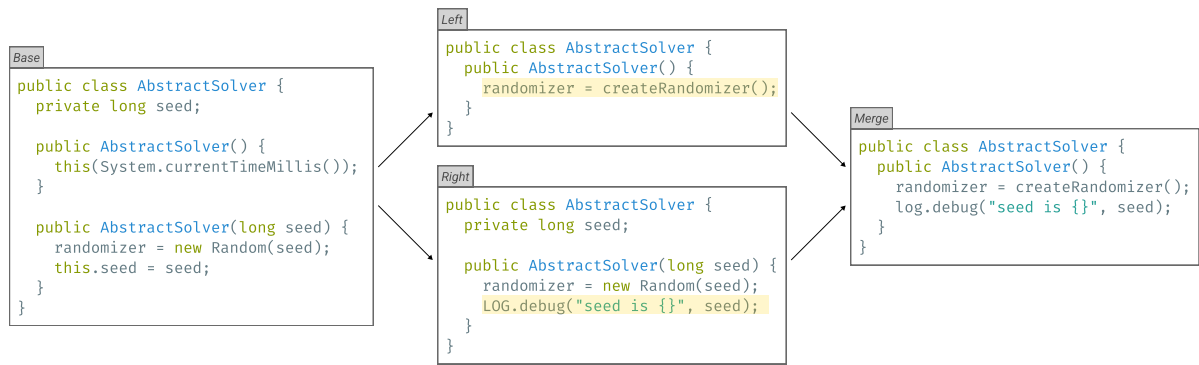 Base
public class AbstractSolver {
private long seed;
public AbstractSolver() {
this(System.currentTimeMillis());
}
public AbstractSolver(long seed) {
randomizer = new Random(seed);
this.seed = seed;
}
}
Left
public class AbstractSolver {
public AbstractSolver() {
randomizer = createRandomizer();
}
}
Right
public class AbstractSolver {
private long seed;
public AbstractSolver(long seed) {
randomizer = new Random(seed);
LOG.debug("seed is {}", seed);
}
}
Merge
public class AbstractSolver {
public AbstractSolver() {
randomizer = createRandomizer();
log.debug("seed is {}", seed);
}
}